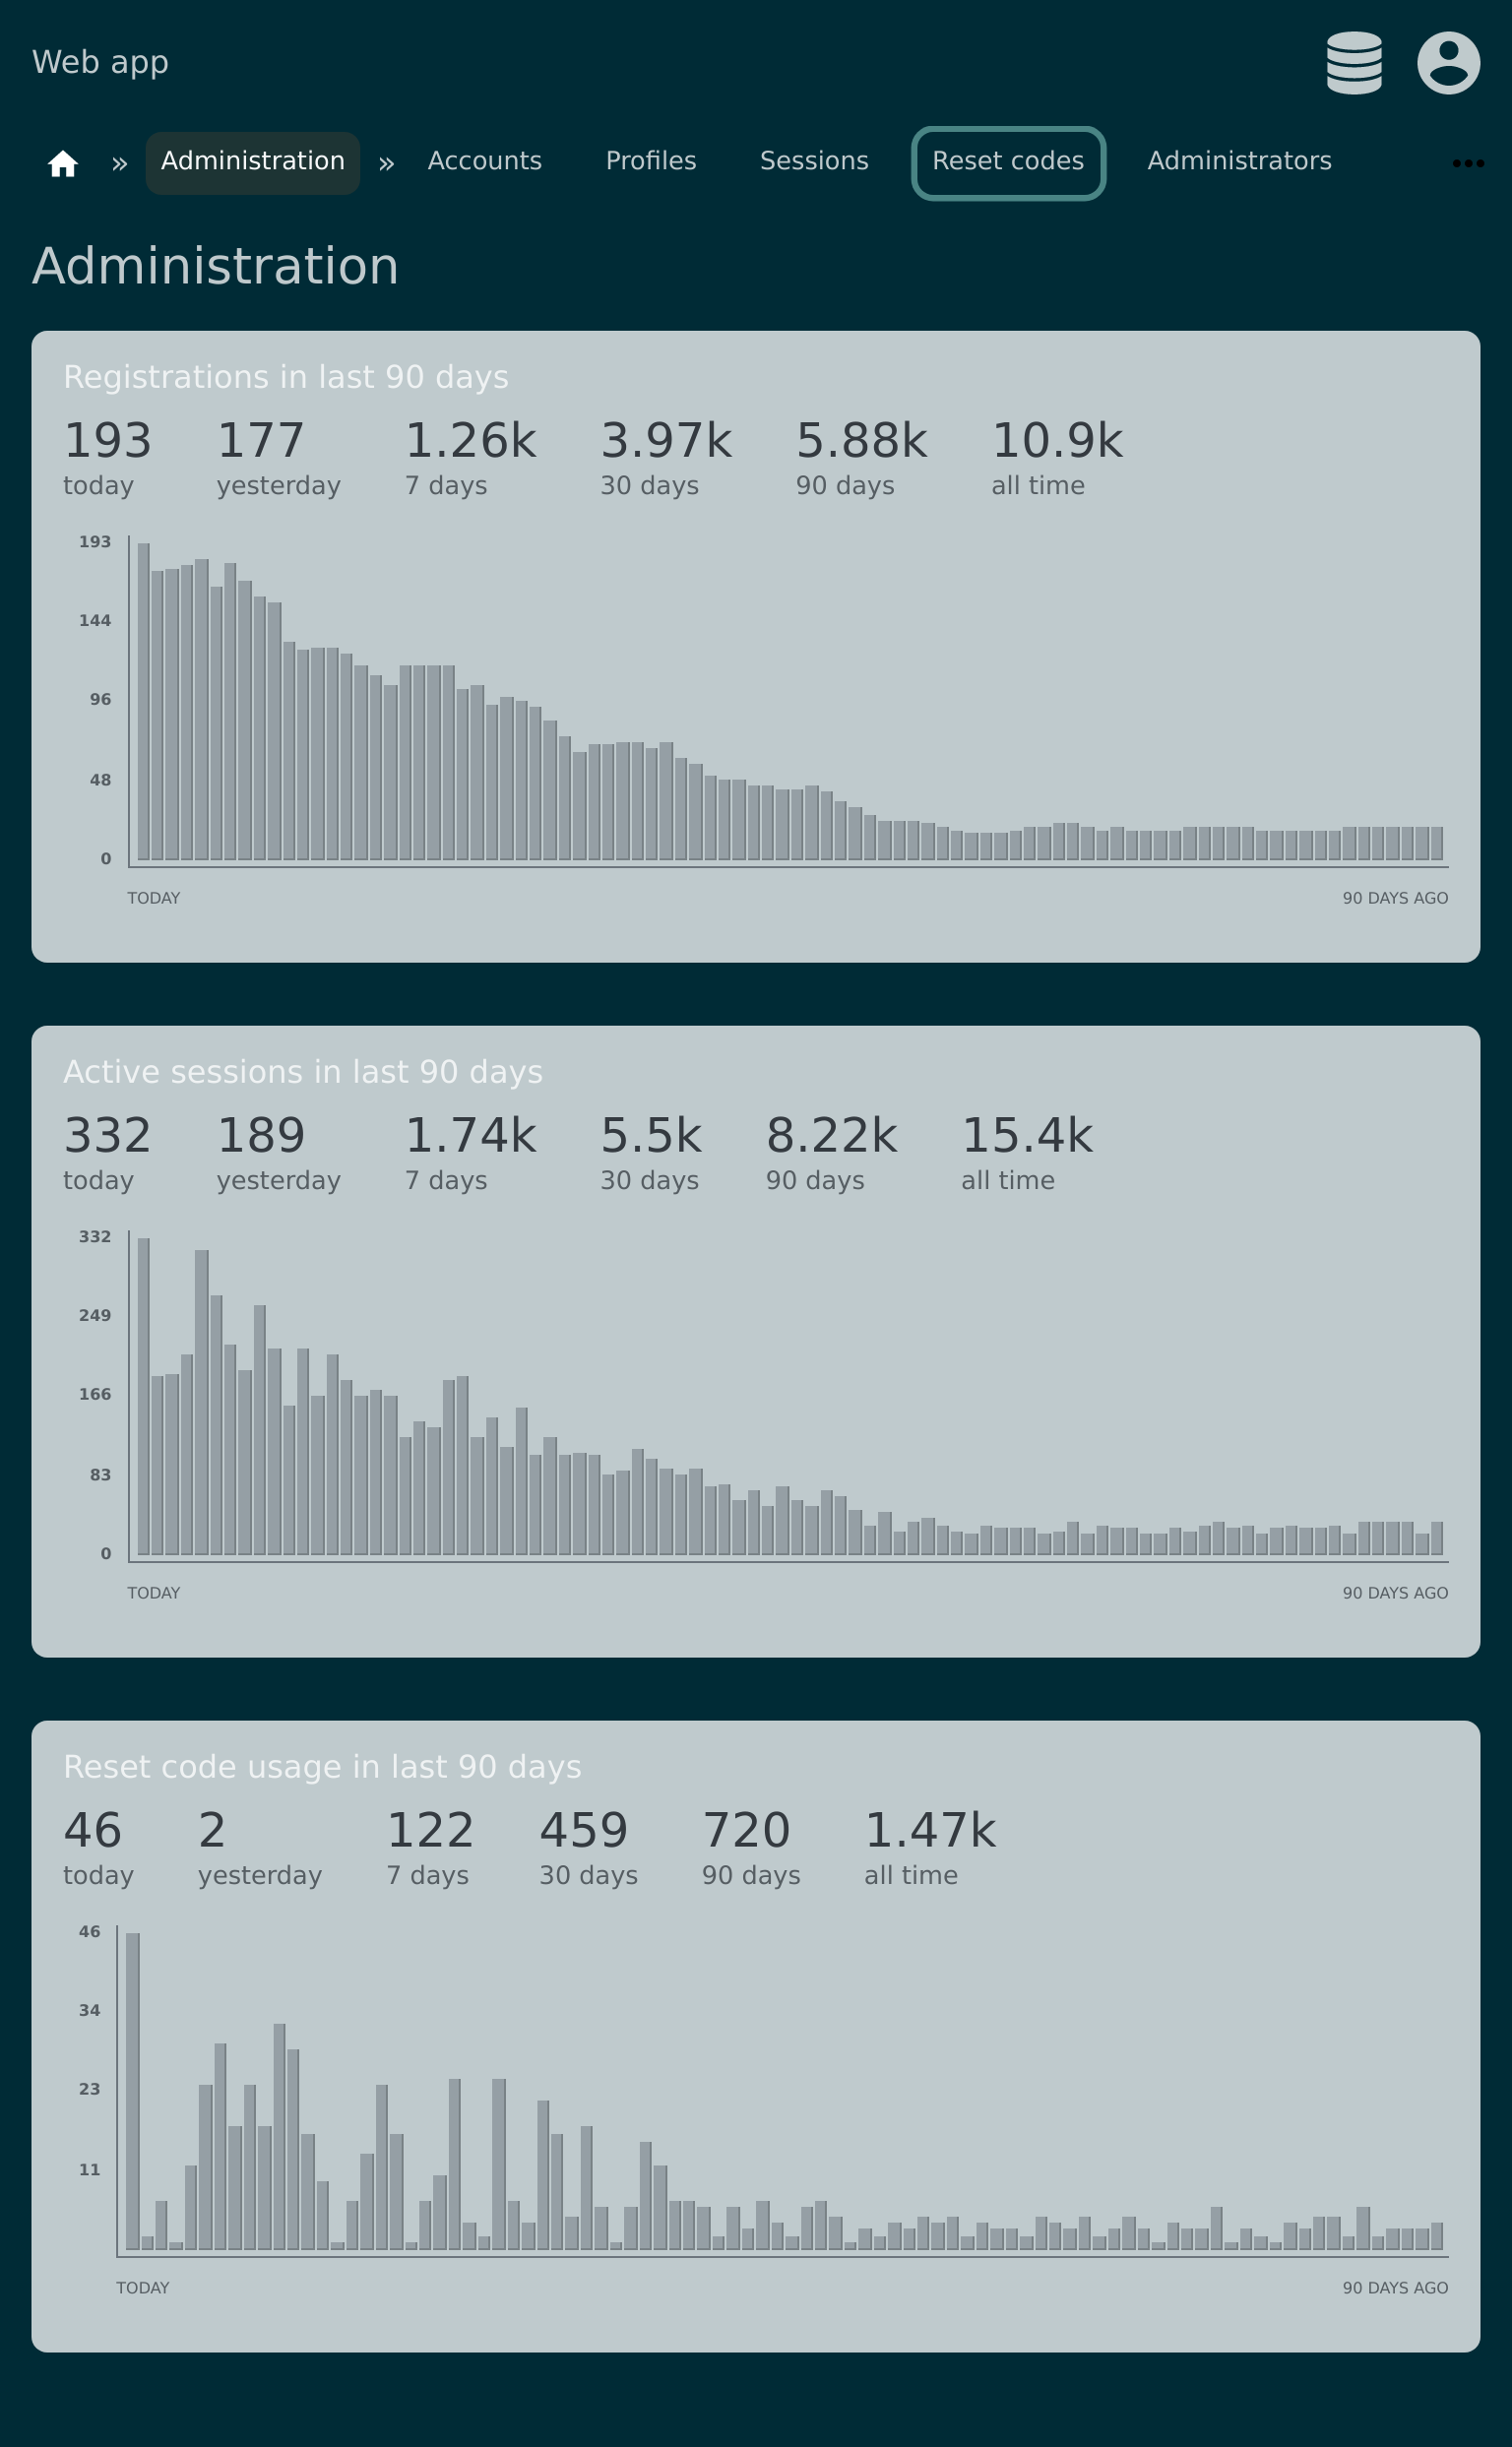 Web app
» Administration » Accounts Profiles Sessions Reset codes Administrators •••
Administration
Registrations in last 90 days
193 177 1.26k 3.97k 5.88k 10.9k
today yesterday 7 days 30 days 90 days all time
193
144
96
48
0
TODAY 90 DAYS AGO
Active sessions in last 90 days
332 189 1.74k 5.5k 8.22k 15.4k
today yesterday 7 days 30 days 90 days all time
332
249
166
83
0
TODAY 90 DAYS AGO
Reset code usage in last 90 days
46 2 122 459 720 1.47k
today yesterday 7 days 30 days 90 days all time
46
34
23
11
TODAY 90 DAYS AGO